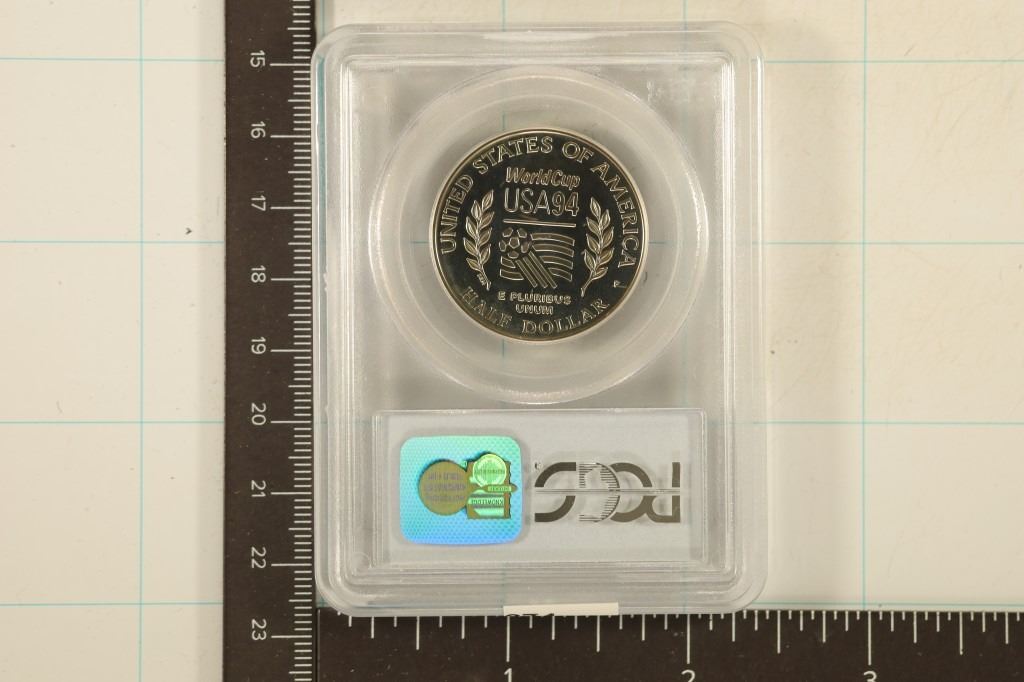 UNITED STATES OF AMERICA
WorldCup
USA94
E PLURIBUS
UNUM
HALF DOLLAR
PCGS
15
16
17
18
19
20
21
22
23
1
2
3